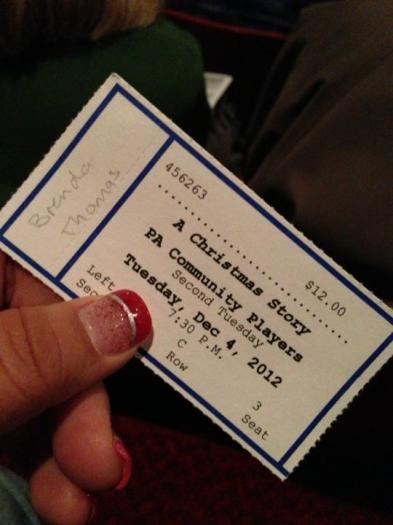 Brenda
Thomas
456263
$12.00
A Christmas Story
PA Community Players
Second Tuesday
Tuesday, Dec 4, 2012
7:30 P.M.
Left
C
Row
3
Seat